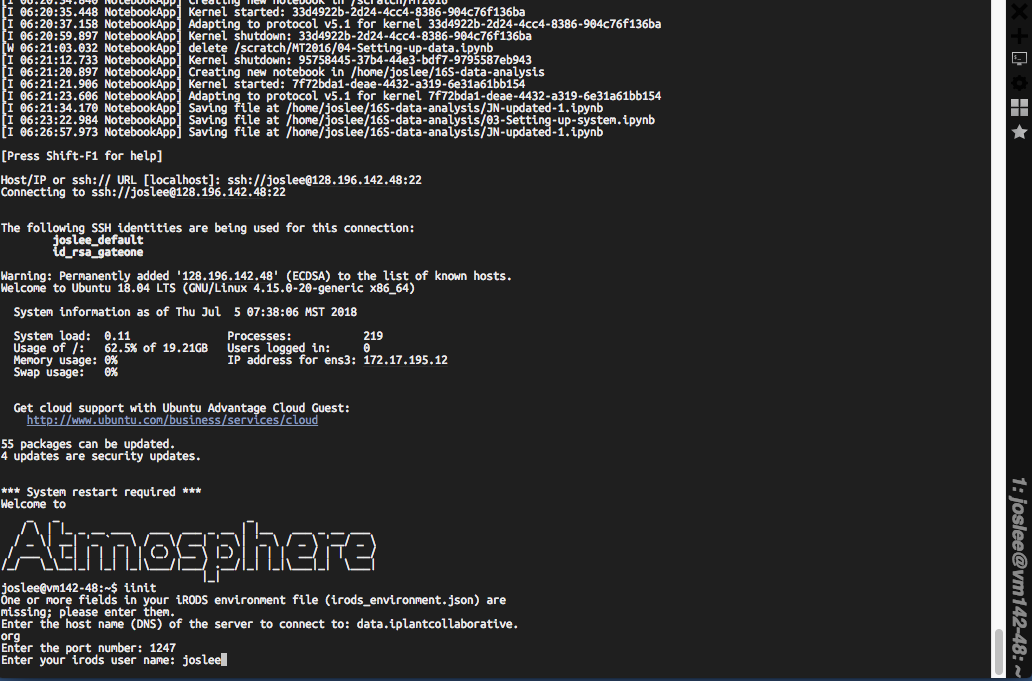 [I 06:20:34.840 NotebookApp] Creating new notebook in /scratch/MT2016
[I 06:20:35.448 NotebookApp] Kernel started: 33d4922b-2d24-4cc4-8386-904c76f136ba
[I 06:20:37.158 NotebookApp] Adapting to protocol v5.1 for kernel 33d4922b-2d24-4cc4-8386-904c76f136ba
[I 06:20:59.897 NotebookApp] Kernel shutdown: 33d4922b-2d24-4cc4-8386-904c76f136ba
[W 06:21:03.032 NotebookApp] delete /scratch/MT2016/04-Setting-up-data.ipynb
[I 06:21:12.733 NotebookApp] Kernel shutdown: 95758445-37b4-44e3-bdf7-9795587eb943
[I 06:21:20.897 NotebookApp] Creating new notebook in /home/joslee/16S-data-analysis
[I 06:21:21.906 NotebookApp] Kernel started: 7f72bda1-deae-4432-a319-6e31a61bb154
[I 06:21:23.606 NotebookApp] Adapting to protocol v5.1 for kernel 7f72bda1-deae-4432-a319-6e31a61bb154
[I 06:21:34.170 NotebookApp] Saving file at /home/joslee/16S-data-analysis/JN-updated-1.ipynb
[I 06:23:22.984 NotebookApp] Saving file at /home/joslee/16S-data-analysis/03-Setting-up-system.ipynb
[I 06:26:57.973 NotebookApp] Saving file at /home/joslee/16S-data-analysis/JN-updated-1.ipynb
[Press Shift-F1 for help]
Host/IP or ssh:// URL [localhost]: ssh://joslee@128.196.142.48:22
Connecting to ssh://joslee@128.196.142.48:22
The following SSH identities are being used for this connection:
joslee_default
id_rsa_gateone
Warning: Permanently added '128.196.142.48' (ECDSA) to the list of known hosts.
Welcome to Ubuntu 18.04 LTS (GNU/Linux 4.15.0-20-generic x86_64)
System information as of Thu Jul  5 07:38:06 MST 2018
System load:  0.11 Processes: 219
Usage of /:   62.5% of 19.21GB Users logged in: 0
Memory usage: 0% IP address for ens3: 172.17.195.12
Swap usage:   0%
Get cloud support with Ubuntu Advantage Cloud Guest:
http://www.ubuntu.com/business/services/cloud
55 packages can be updated.
4 updates are security updates.
*** System restart required ***
Welcome to
Atmosphere
joslee@vm142-48:~$ iinit
One or more fields in your iRODS environment file (irods_environment.json) are
missing; please enter them.
Enter the host name (DNS) of the server to connect to: data.iplantcollaborative.
org
Enter the port number: 1247
Enter your irods user name: joslee
1: joslee@vm142-48: ~